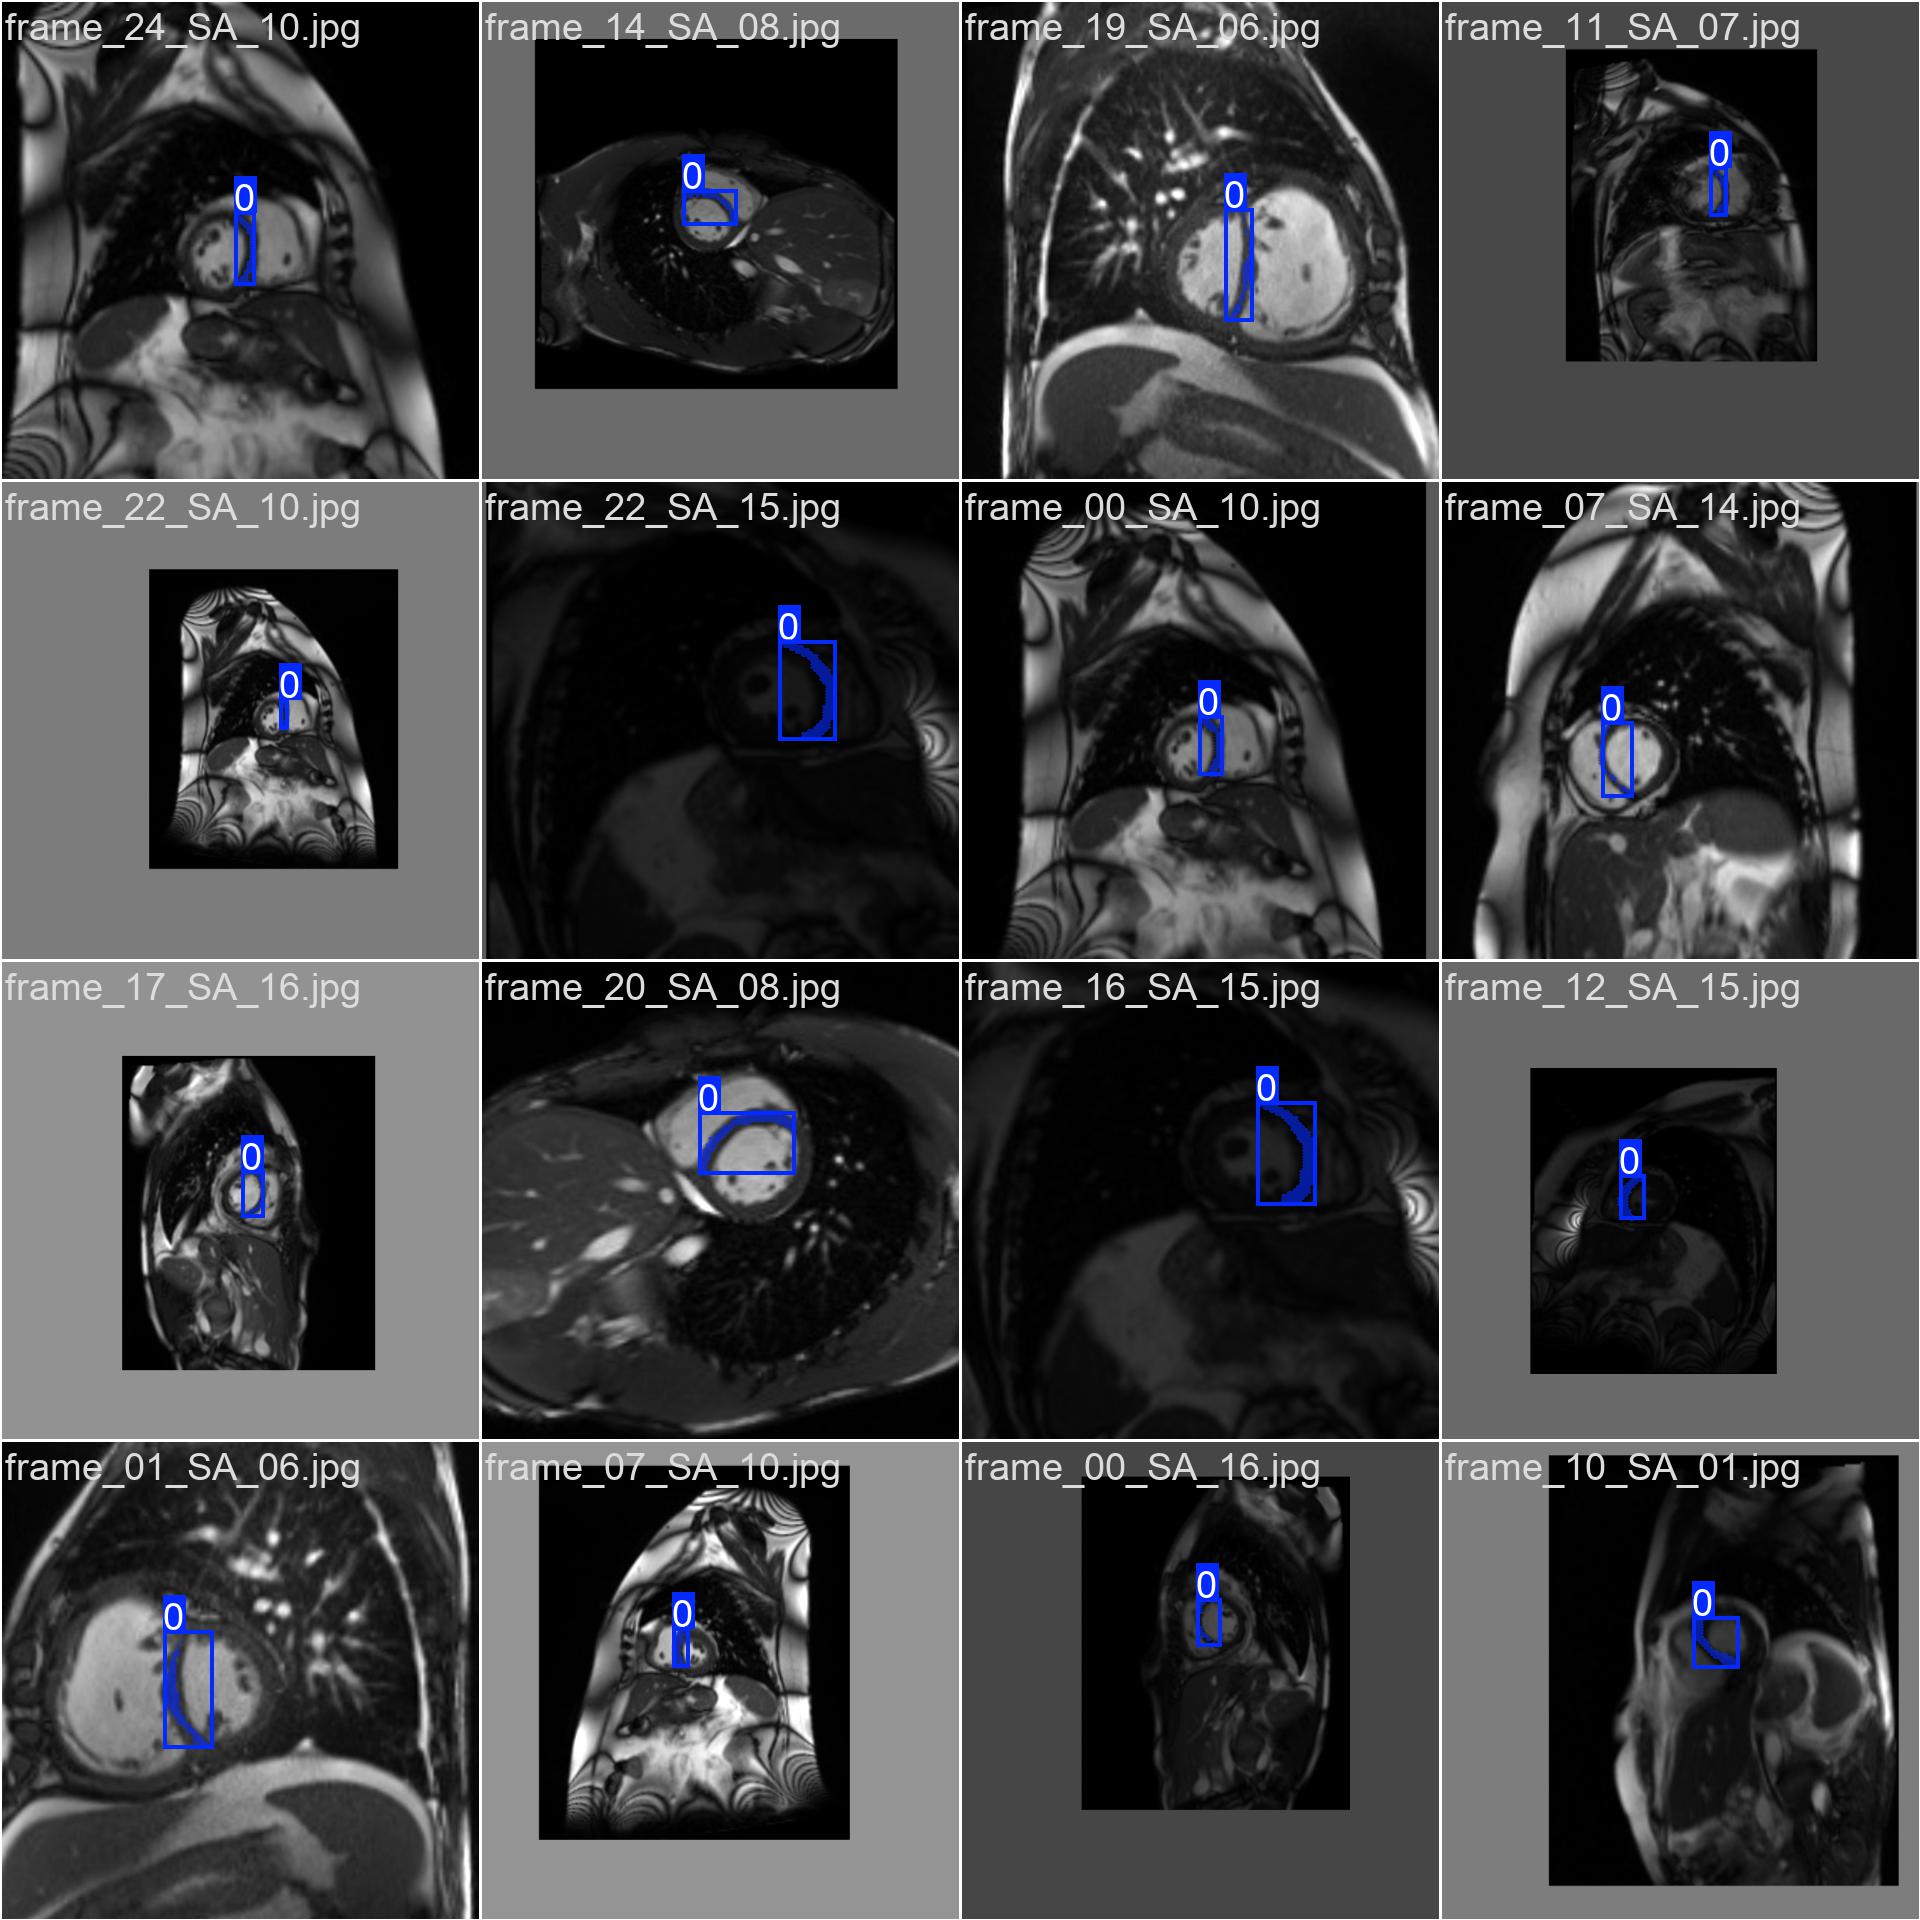 frame_24_SA_10.jpg
frame_14_SA_08.jpg
frame_19_SA_06.jpg
frame_11_SA_07.jpg
0
0
0
0
frame_22_SA_10.jpg
frame_22_SA_15.jpg
frame_00_SA_10.jpg
frame_07_SA_14.jpg
0
0
0
0
frame_17_SA_16.jpg
frame_20_SA_08.jpg
frame_16_SA_15.jpg
frame_12_SA_15.jpg
0
0
0
0
frame_01_SA_06.jpg
frame_07_SA_10.jpg
frame_00_SA_16.jpg
frame_10_SA_01.jpg
0
0
0
0